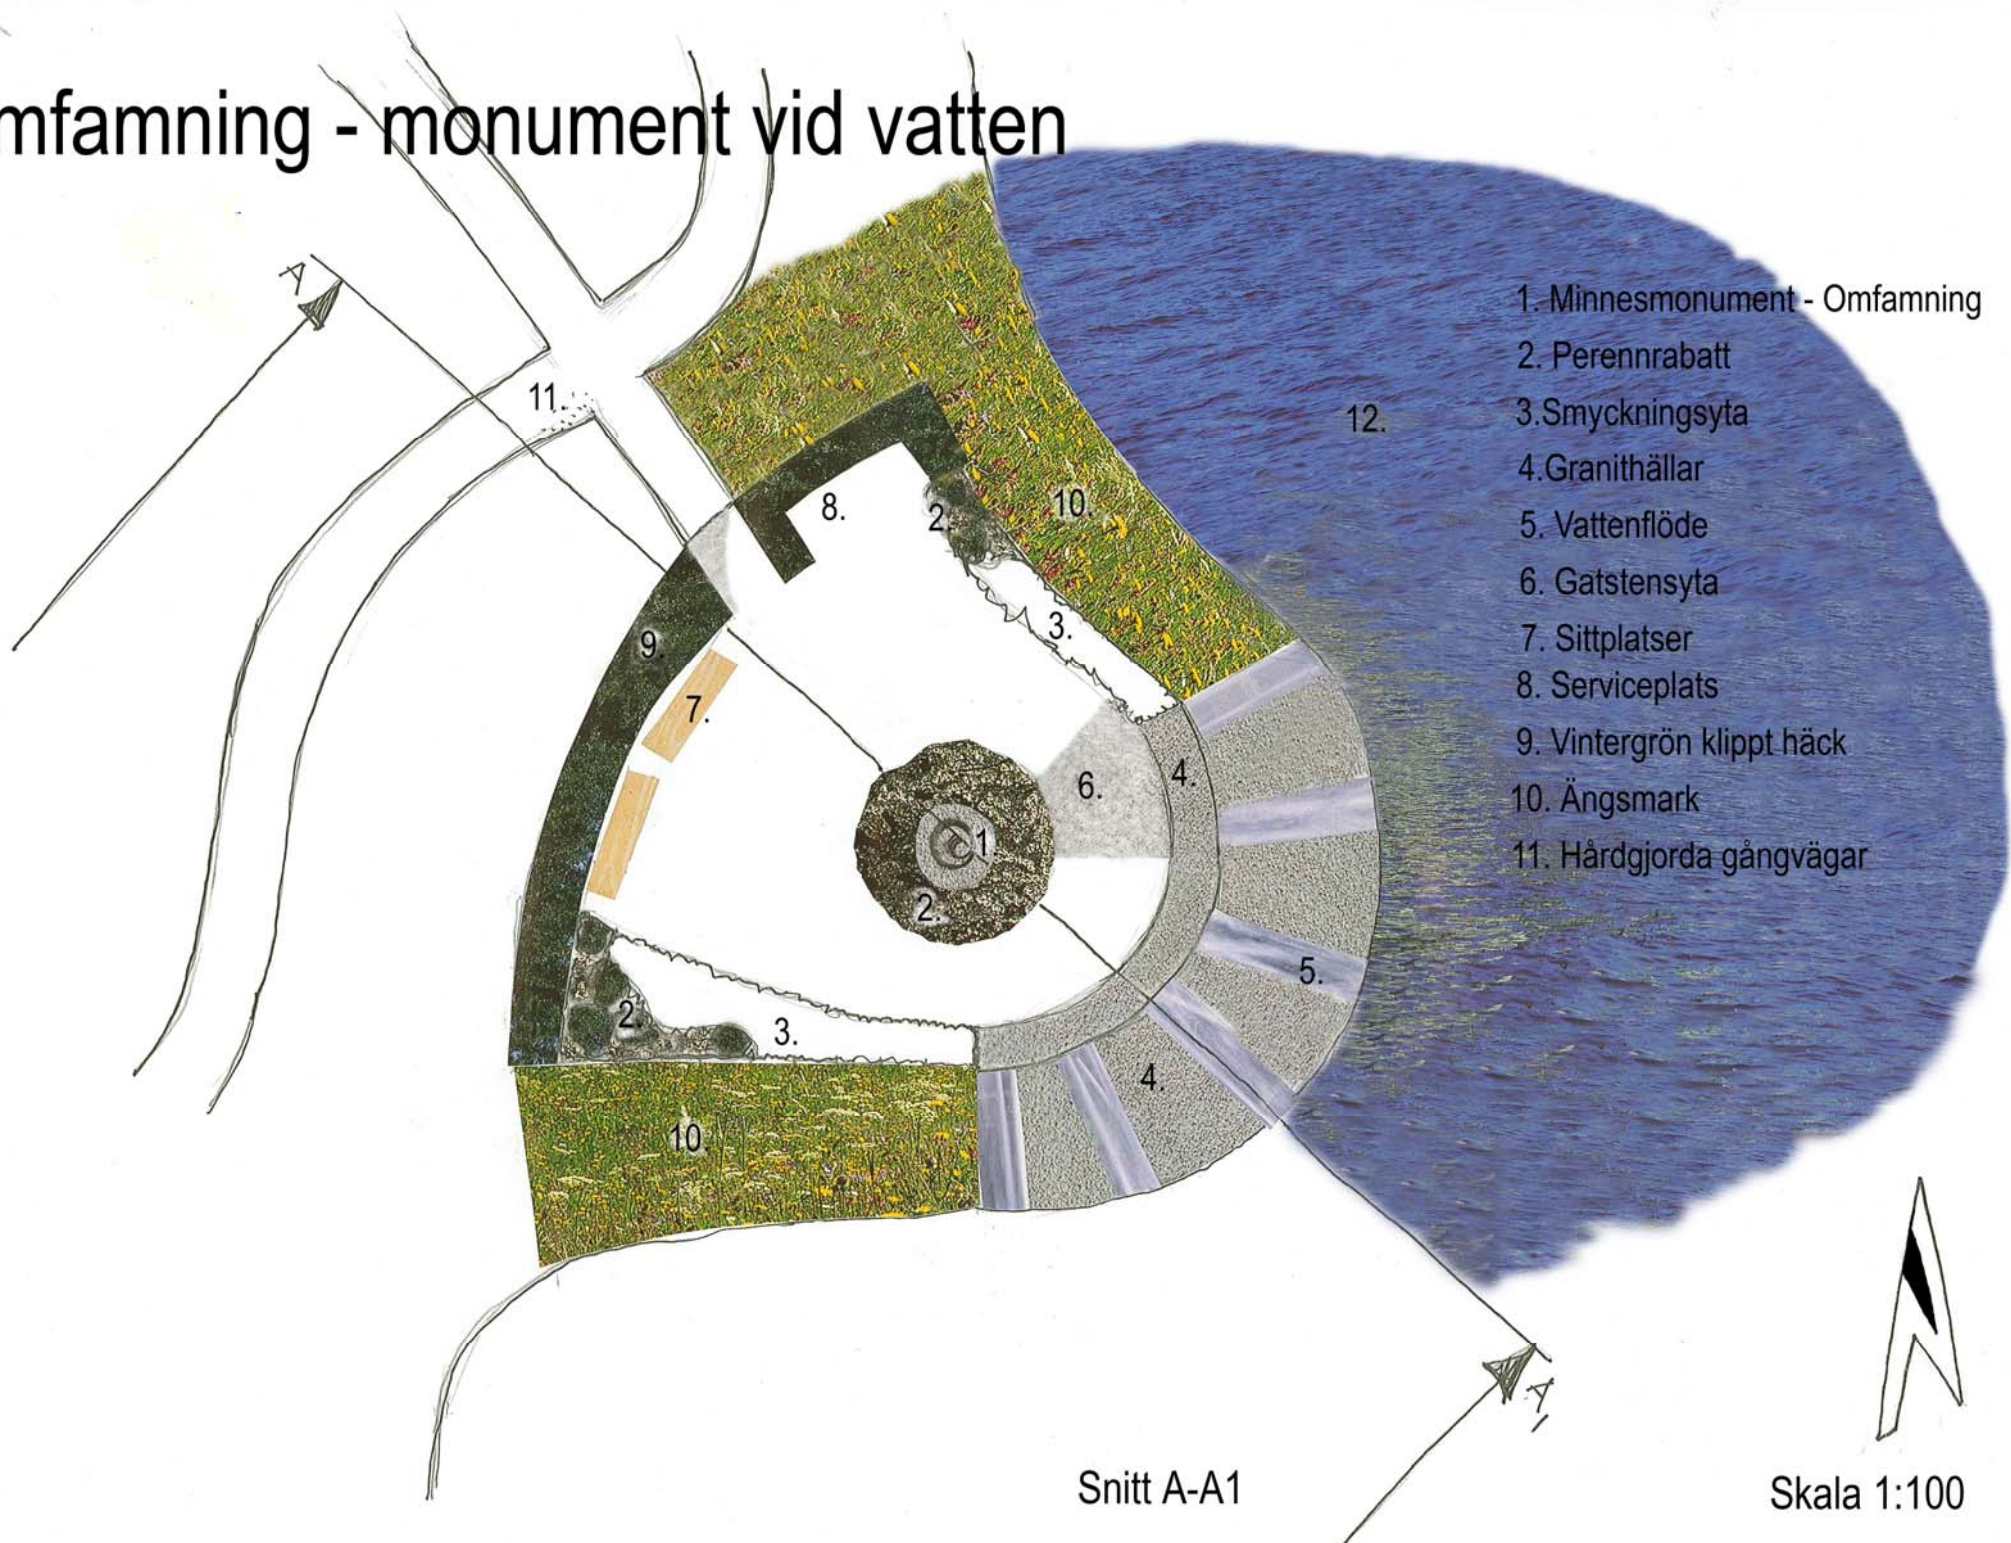 mfamning - monument vid vatten
A
1. Minnesmonument - Omfamning
2. Perennrabatt
3.Smyckningsyta
4.Granithällar
5. Vattenflöde
6. Gatstensyta
7. Sittplatser
8. Serviceplats
9. Vintergrön klippt häck
10. Ängsmark
11. Hårdgjorda gångvägar
12.
11.
8.
2.
10.
3.
9.
7.
6.
4.
1
2.
5.
2.
3.
4.
10.
A1
Snitt A-A1
Skala 1:100